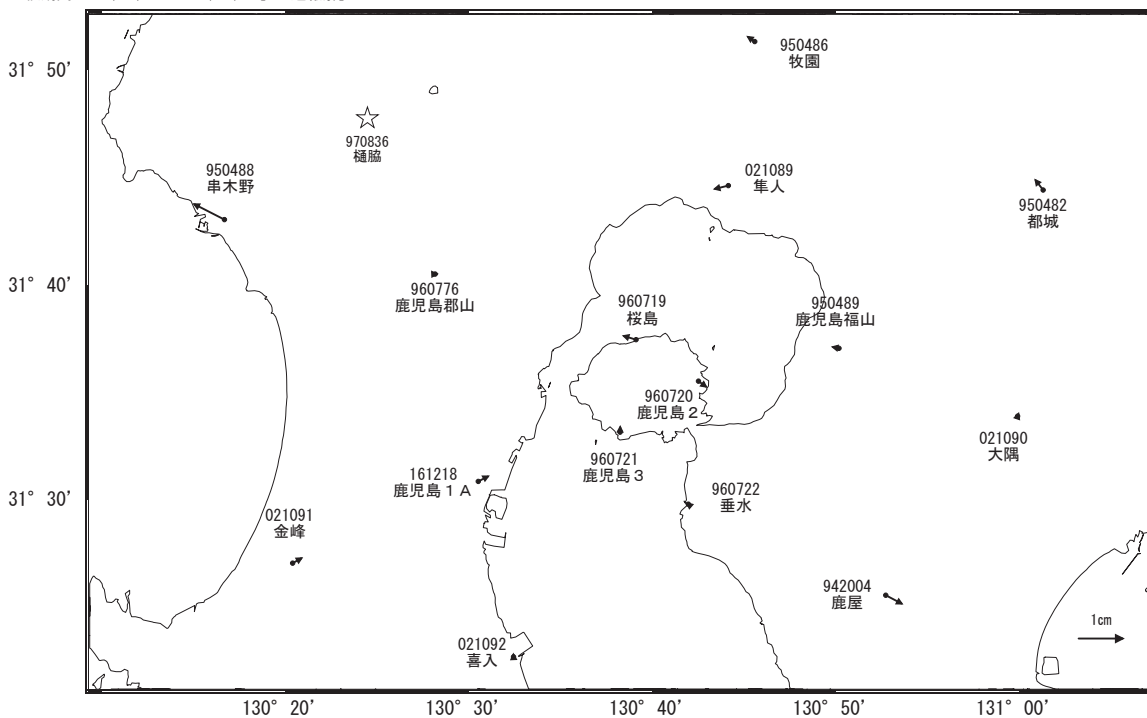 950486
牧園
31° 50'
970836
樋脇
950488
串木野
021089
隼人
950482
都城
31° 40'
960776
鹿児島郡山
960719
桜島
950489
鹿児島福山
960720
鹿児島２
021090
大隅
960721
鹿児島３
161218
鹿児島１Ａ
960722
垂水
31° 30'
021091
金峰
942004
鹿屋
1cm
021092
喜入
130° 20'
130° 30'
130° 40'
130° 50'
131° 00'